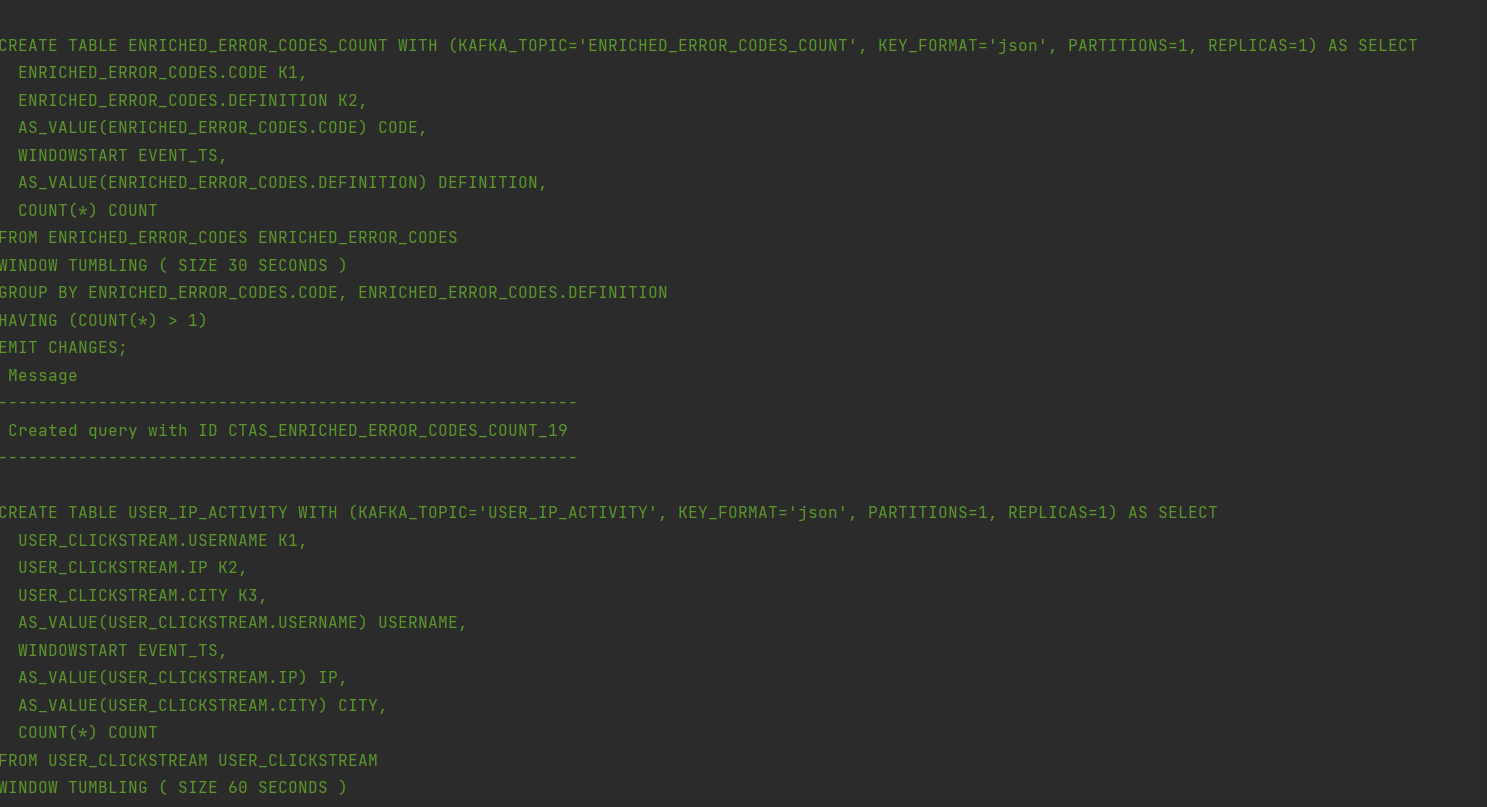 CREATE TABLE ENRICHED_ERROR_CODES_COUNT WITH (KAFKA_TOPIC='ENRICHED_ERROR_CODES_COUNT', KEY_FORMAT='json', PARTITIONS=1, REPLICAS=1) AS SELECT
  ENRICHED_ERROR_CODES.CODE K1,
  ENRICHED_ERROR_CODES.DEFINITION K2,
  AS_VALUE(ENRICHED_ERROR_CODES.CODE) CODE,
  WINDOWSTART EVENT_TS,
  AS_VALUE(ENRICHED_ERROR_CODES.DEFINITION) DEFINITION,
  COUNT(*) COUNT
FROM ENRICHED_ERROR_CODES ENRICHED_ERROR_CODES
WINDOW TUMBLING ( SIZE 30 SECONDS )
GROUP BY ENRICHED_ERROR_CODES.CODE, ENRICHED_ERROR_CODES.DEFINITION
HAVING (COUNT(*) > 1)
EMIT CHANGES;
 Message
----------------------------------------------------------
 Created query with ID CTAS_ENRICHED_ERROR_CODES_COUNT_19
----------------------------------------------------------
CREATE TABLE USER_IP_ACTIVITY WITH (KAFKA_TOPIC='USER_IP_ACTIVITY', KEY_FORMAT='json', PARTITIONS=1, REPLICAS=1) AS SELECT
  USER_CLICKSTREAM.USERNAME K1,
  USER_CLICKSTREAM.IP K2,
  USER_CLICKSTREAM.CITY K3,
  AS_VALUE(USER_CLICKSTREAM.USERNAME) USERNAME,
  WINDOWSTART EVENT_TS,
  AS_VALUE(USER_CLICKSTREAM.IP) IP,
  AS_VALUE(USER_CLICKSTREAM.CITY) CITY,
  COUNT(*) COUNT
FROM USER_CLICKSTREAM USER_CLICKSTREAM
WINDOW TUMBLING ( SIZE 60 SECONDS )